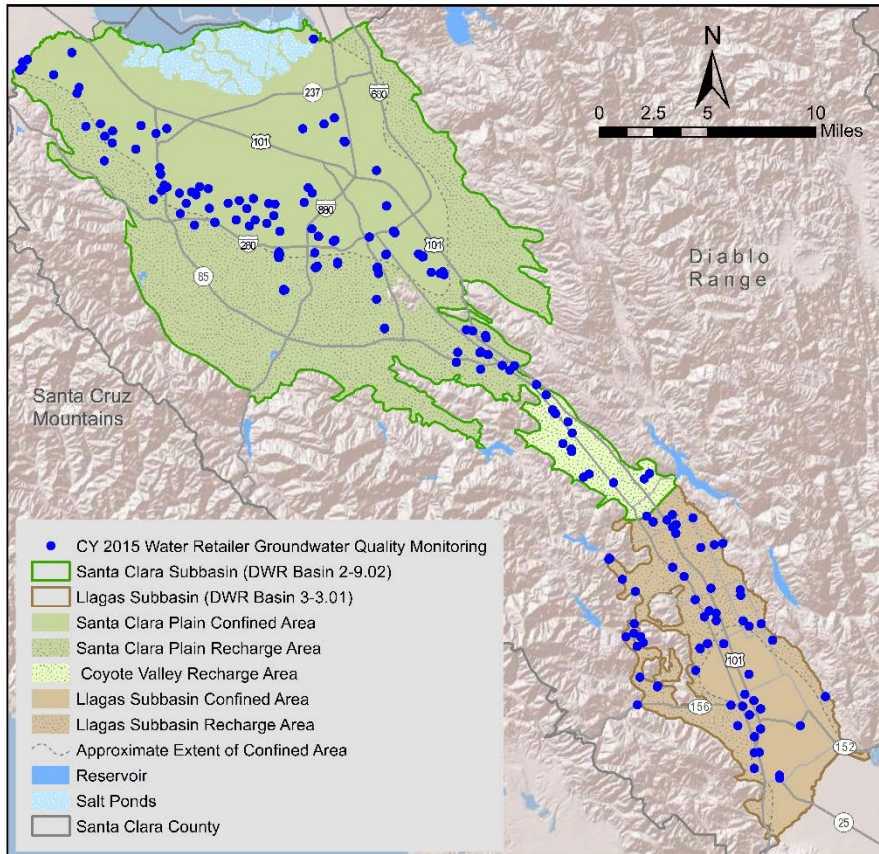 N
0 2.5 5 10
Miles
237
680
101
880
280
101
85
Diablo
Range
Santa Cruz
Mountains
101
156
152
25
CY 2015 Water Retailer Groundwater Quality Monitoring
Santa Clara Subbasin (DWR Basin 2-9.02)
Llagas Subbasin (DWR Basin 3-3.01)
Santa Clara Plain Confined Area
Santa Clara Plain Recharge Area
Coyote Valley Recharge Area
Llagas Subbasin Confined Area
Llagas Subbasin Recharge Area
Approximate Extent of Confined Area
Reservoir
Salt Ponds
Santa Clara County